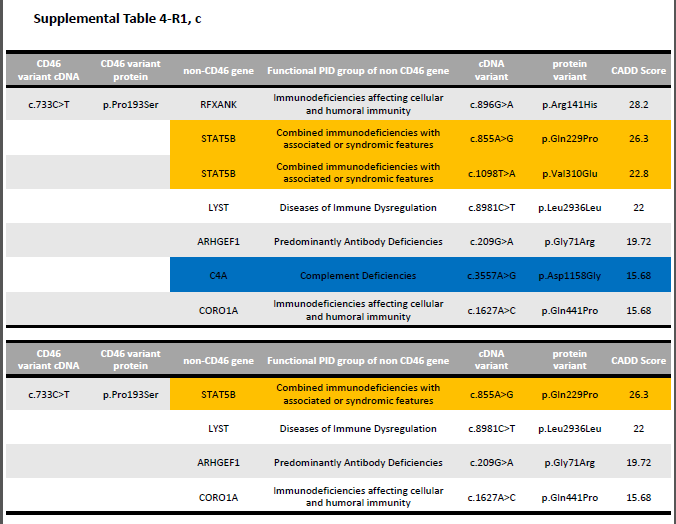 Supplemental Table 4-R1, c
CD46 variant cDNA CD46 variant protein non-CD46 gene Functional PID group of non CD46 gene cDNA variant protein variant CADD Score
c.733C>T p.Pro193Ser RFXANK Immunodeficiencies affecting cellular and humoral immunity c.896G>A p.Arg141His 28.2
STAT5B Combined immunodeficiencies with associated or syndromic features c.855A>G p.Gln229Pro 26.3
STAT5B Combined immunodeficiencies with associated or syndromic features c.1098T>A p.Val310Glu 22.8
LYST Diseases of Immune Dysregulation c.8981C>T p.Leu2936Leu 22
ARHGEF1 Predominantly Antibody Deficiencies c.209G>A p.Gly71Arg 19.72
C4A Complement Deficiencies c.3557A>G p.Asp1158Gly 15.68
CORO1A Immunodeficiencies affecting cellular and humoral immunity c.1627A>C p.Gln441Pro 15.68
CD46 variant cDNA CD46 variant protein non-CD46 gene Functional PID group of non CD46 gene cDNA variant protein variant CADD Score
c.733C>T p.Pro193Ser STAT5B Combined immunodeficiencies with associated or syndromic features c.855A>G p.Gln229Pro 26.3
LYST Diseases of Immune Dysregulation c.8981C>T p.Leu2936Leu 22
ARHGEF1 Predominantly Antibody Deficiencies c.209G>A p.Gly71Arg 19.72
CORO1A Immunodeficiencies affecting cellular and humoral immunity c.1627A>C p.Gln441Pro 15.68